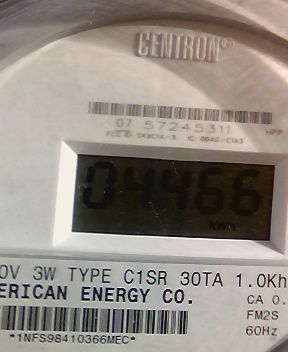 CENTRON®
07 57245311
HPP
04466
kWh
0V 3W TYPE C1SR 30TA 1.0Kh
ERICAN ENERGY CO.
CA 0.
FM2S
60Hz
*1NFS98410366MEC*